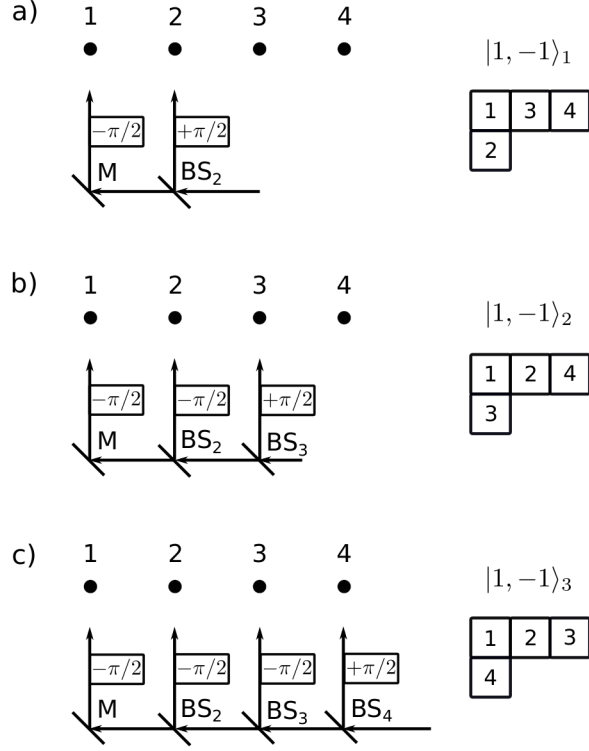 a)
1 2 3 4
|1, −1⟩₁
−π/2 +π/2
M BS₂
1 3 4
2
b)
1 2 3 4
|1, −1⟩₂
−π/2 −π/2 +π/2
M BS₂ BS₃
1 2 4
3
c)
1 2 3 4
|1, −1⟩₃
−π/2 −π/2 −π/2 +π/2
M BS₂ BS₃ BS₄
1 2 3
4